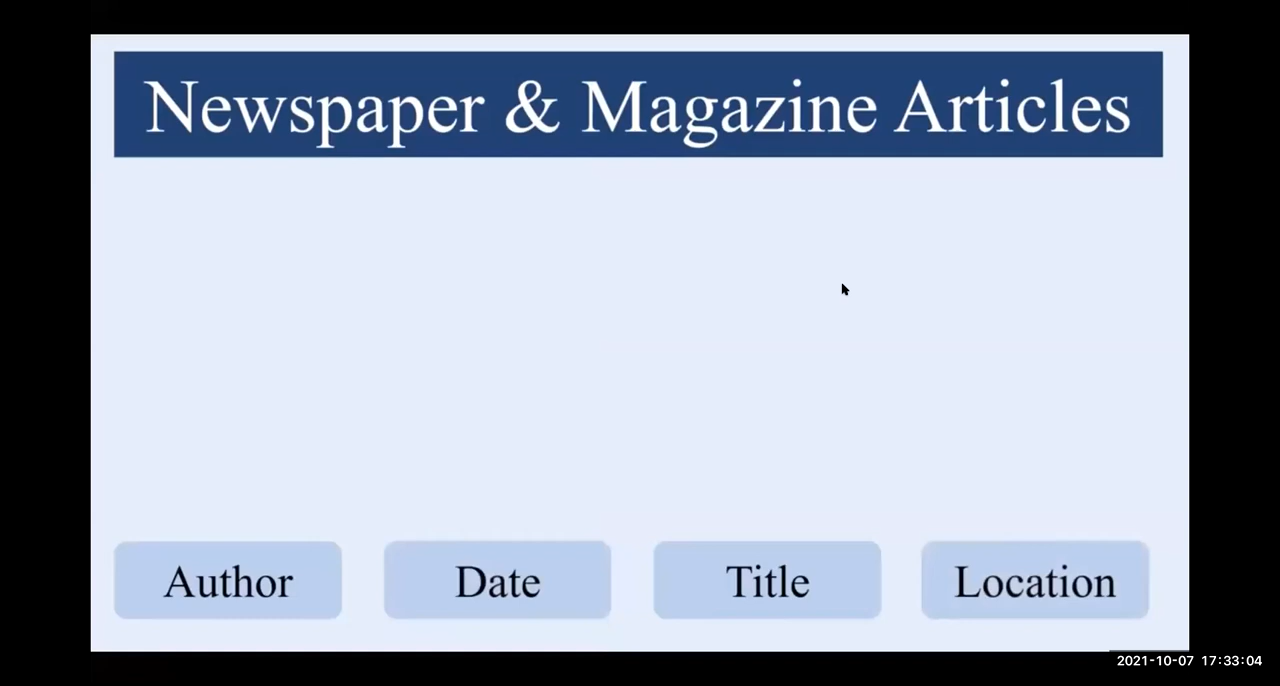 Newspaper & Magazine Articles
Author Date Title Location
2021-10-07 17:33:04